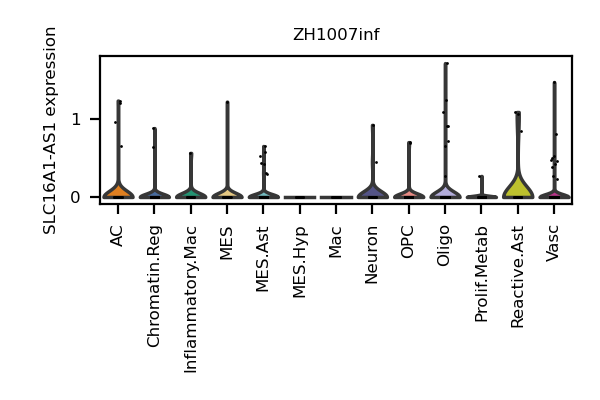 ZH1007inf
SLC16A1-AS1 expression
1
0
AC
Chromatin.Reg
Inflammatory.Mac
MES
MES.Ast
MES.Hyp
Mac
Neuron
OPC
Oligo
Prolif.Metab
Reactive.Ast
Vasc